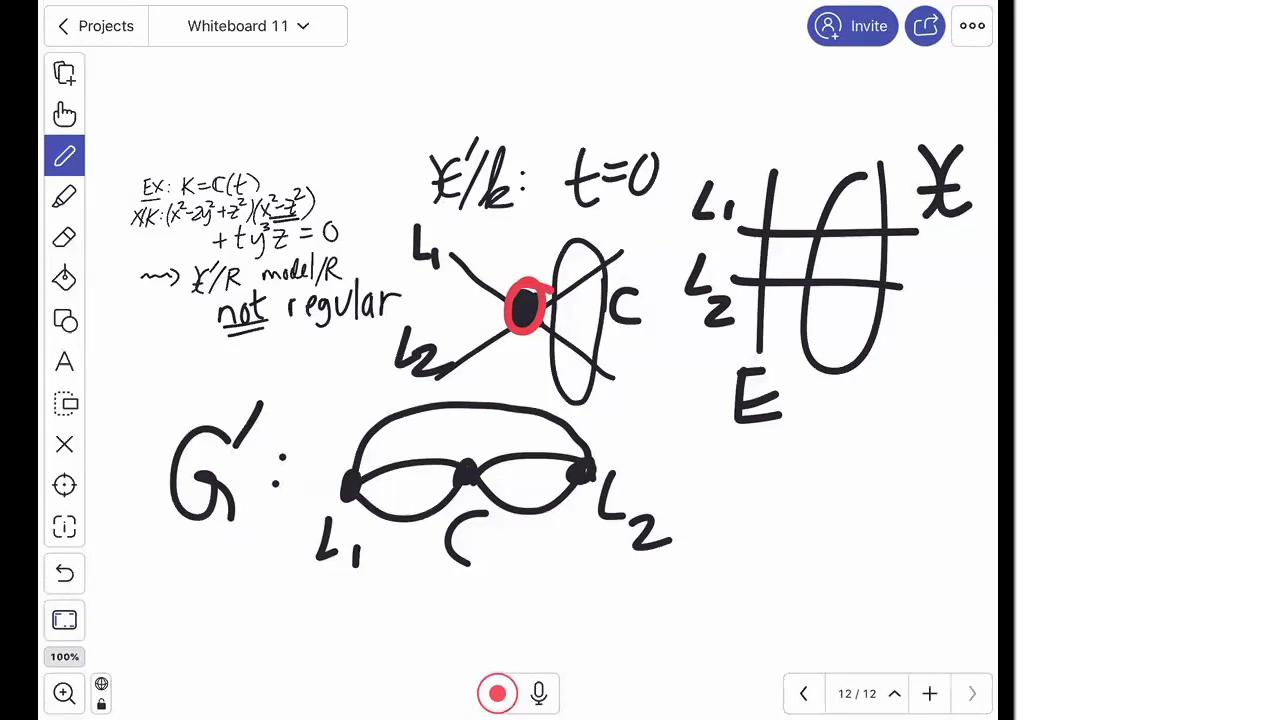 Projects
Whiteboard 11
Invite
Ex: K=ℂ(t)
X/K: (x²-2y²+z²)(x²-z²)
+ty³z=0
⇝ 𝔛'/R model/R
not regular
𝔛'/k: t=0
L₁
L₂
C
𝔛
L₁
L₂
E
G':
L₁
C
L₂
A
100%
12/12